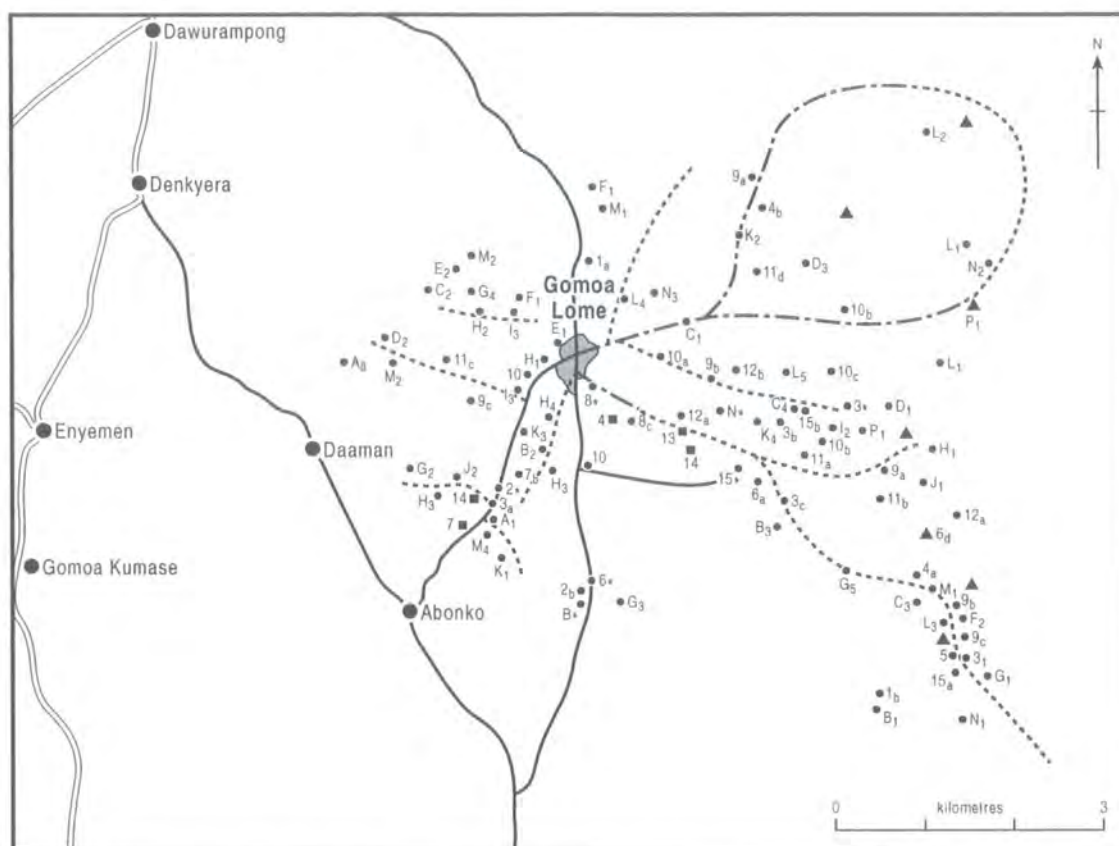 Dawurampong
N
L₂
Denkyera
9ₐ
F₁
4b
M₁
K₂
L₁
M₂
1ₐ
D₃
N₂
E₂
11d
Gomoa
Lome
C₂
G₄
F₁
L₄
N₃
H₂
I₃
10b
P₁
C₁
E₁
D₂
H₁
10ₐ
9b
12b
L₅
10c
L₁
M₂
11c
10
9c
8*
C₄
15b
3*
D₁
H₄
4
8c
12ₐ
N*
K₄
3b
I₂
P₁
Enyemen
K₃
13
10b
Daaman
B₂
14
11ₐ
H₁
G₂
J₂
7b
H₃
10
15*
6ₐ
9ₐ
J₁
H₃
14
3ₐ
3c
11b
12ₐ
7
A₁
B₃
6d
M₄
Gomoa Kumase
K₁
6*
G₅
4ₐ
2b
M₁
Abonko
B*
G₃
C₃
9b
L₃
F₂
9c
5
3₁
15ₐ
G₁
1b
B₁
N₁
0
kilometres
3